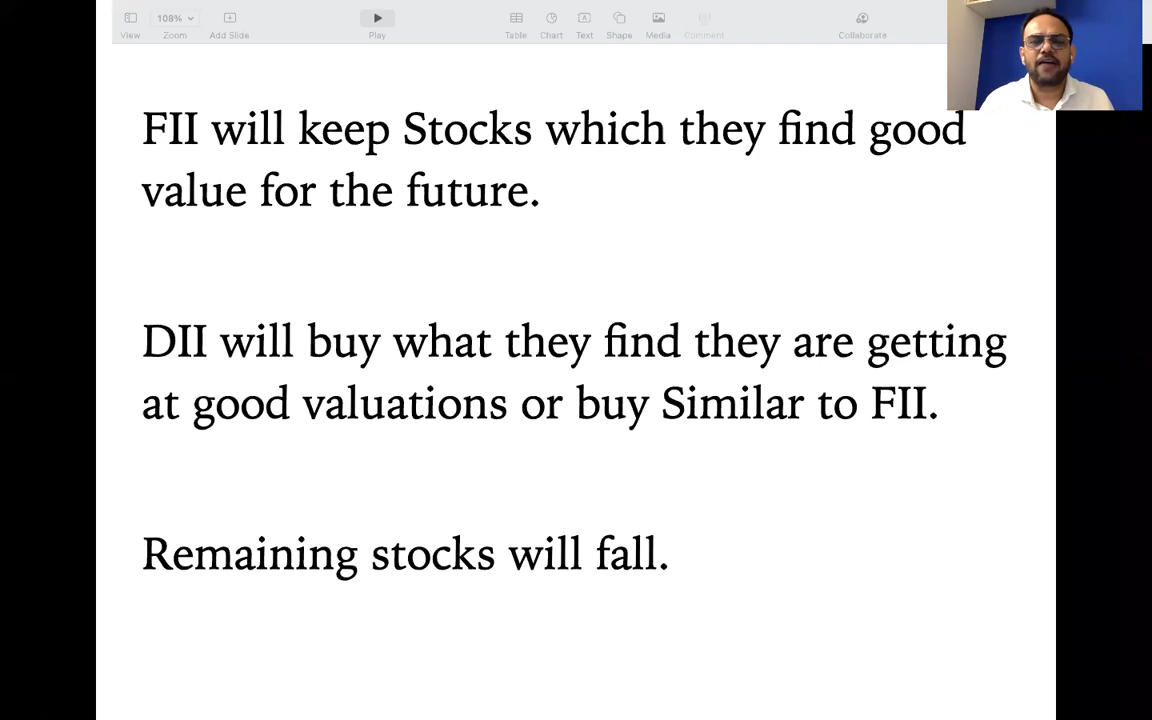 108%
View
Zoom
Add Slide
Play
Table
Chart
Text
Shape
Media
Comment
Collaborate
FII will keep Stocks which they find good
value for the future.
DII will buy what they find they are getting
at good valuations or buy Similar to FII.
Remaining stocks will fall.